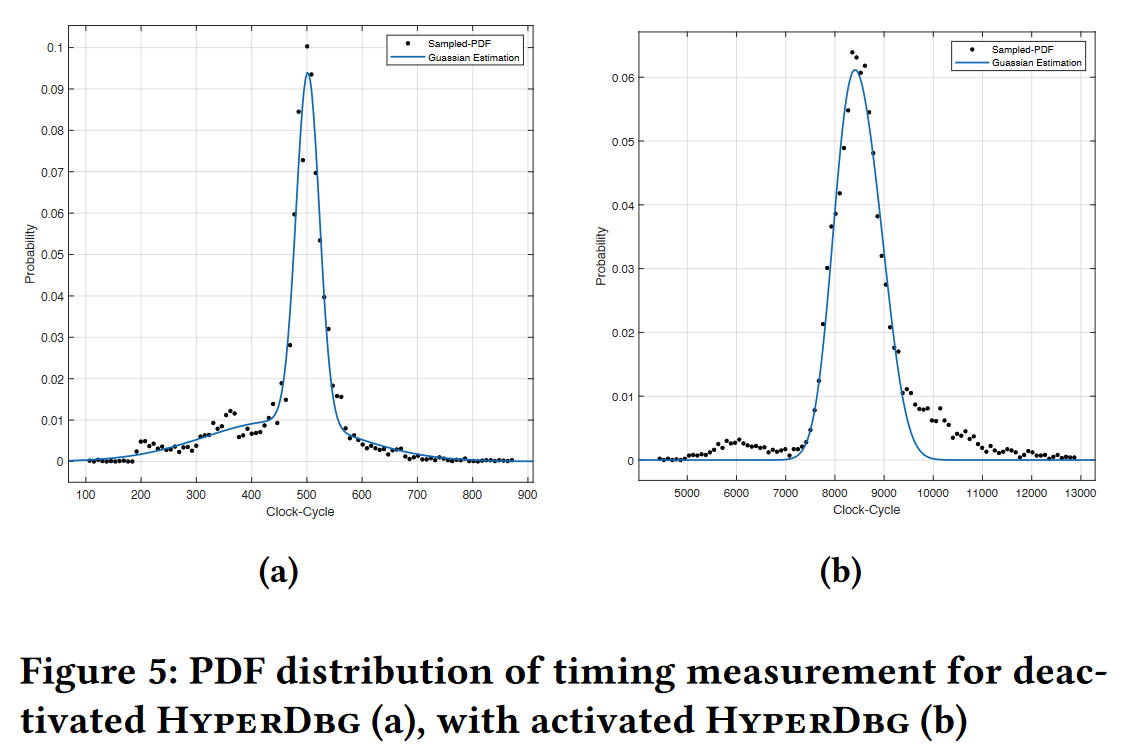 Sampled-PDF
Guassian Estimation
0.1
0.09
0.08
0.07
0.06
0.05
0.04
0.03
0.02
0.01
0
Probability
100 200 300 400 500 600 700 800 900
Clock-Cycle
(a)
Sampled-PDF
Guassian Estimation
0.06
0.05
0.04
0.03
0.02
0.01
0
Probability
5000 6000 7000 8000 9000 10000 11000 12000 13000
Clock-Cycle
(b)
Figure 5: PDF distribution of timing measurement for deac-
tivated HYPERDBG (a), with activated HYPERDBG (b)